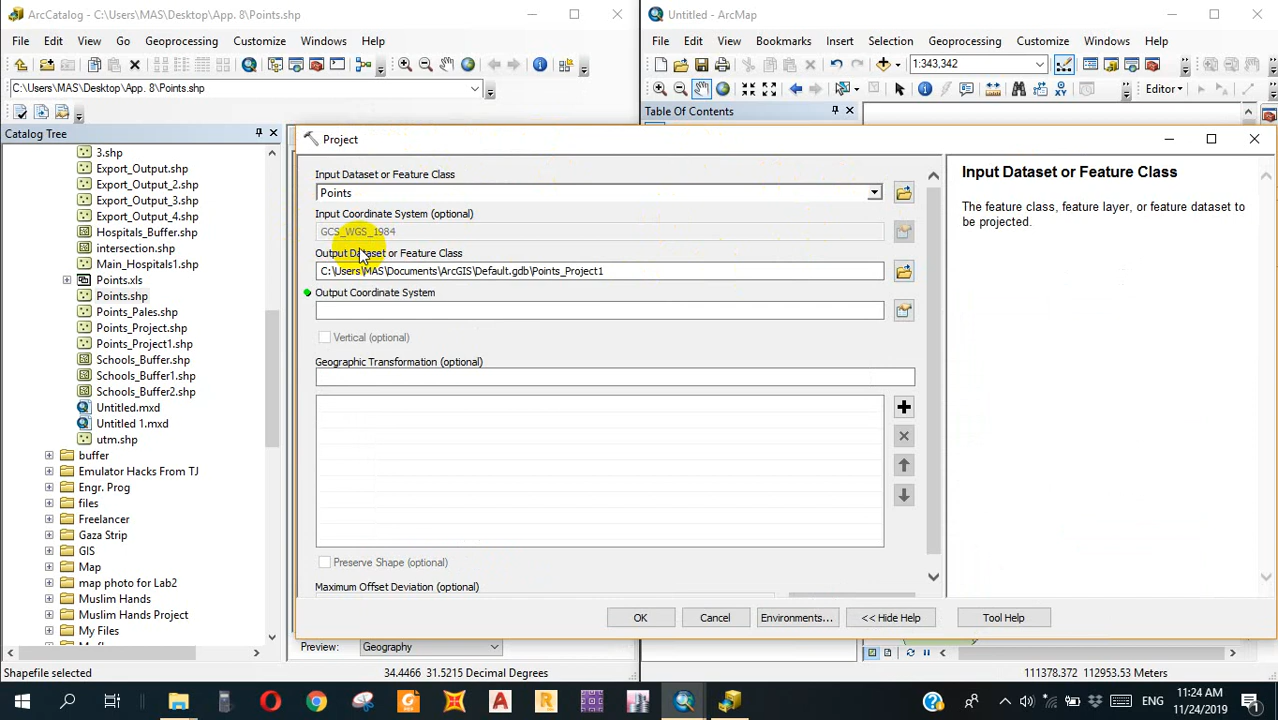 ArcCatalog - C:\Users\MAS\Desktop\App. 8\Points.shp
File Edit View Go Geoprocessing Customize Windows Help
C:\Users\MAS\Desktop\App. 8\Points.shp
Catalog Tree
3.shp
Export_Output.shp
Export_Output_2.shp
Export_Output_3.shp
Export_Output_4.shp
Hospitals_Buffer.shp
intersection.shp
Main_Hospitals1.shp
Points.xls
Points.shp
Points_Pales.shp
Points_Project.shp
Points_Project1.shp
Schools_Buffer.shp
Schools_Buffer1.shp
Schools_Buffer2.shp
Untitled.mxd
Untitled 1.mxd
utm.shp
buffer
Emulator Hacks From TJ
Engr. Prog
files
Freelancer
Gaza Strip
GIS
Map
map photo for Lab2
Muslim Hands
Muslim Hands Project
My Files
Preview: Geography
Shapefile selected
34.4466 31.5215 Decimal Degrees
Untitled - ArcMap
File Edit View Bookmarks Insert Selection Geoprocessing Customize Windows Help
1:343,342
Editor
Table Of Contents
Project
Input Dataset or Feature Class
Points
Input Coordinate System (optional)
GCS_WGS_1984
Output Dataset or Feature Class
C:\Users\MAS\Documents\ArcGIS\Default.gdb\Points_Project1
Output Coordinate System
Vertical (optional)
Geographic Transformation (optional)
Preserve Shape (optional)
Maximum Offset Deviation (optional)
OK Cancel Environments... << Hide Help Tool Help
Input Dataset or Feature Class
The feature class, feature layer, or feature dataset to
be projected.
111378.372 112953.53 Meters
ENG
11:24 AM
11/24/2019